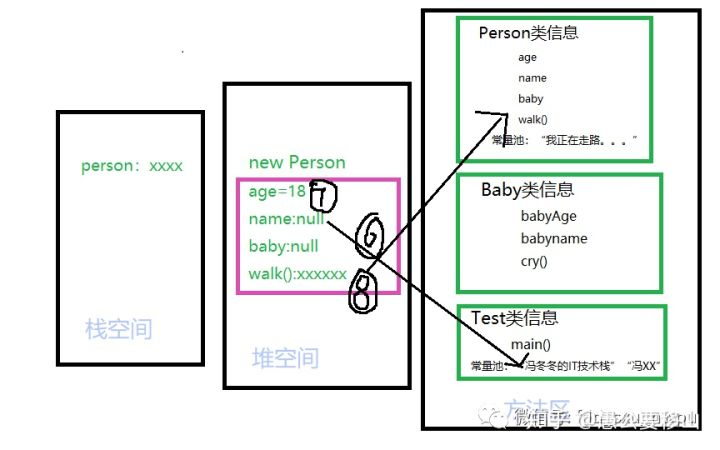 person：xxxx
栈空间
new Person
age=18
7
name:null
6
baby:null
walk():xxxxxx
8
堆空间
Person类信息
age
name
baby
walk()
常量池：“我正在走路。。。”
Baby类信息
babyAge
babyname
cry()
Test类信息
main()
常量池：“冯冬冬的IT技术栈”“冯XX”
方法区